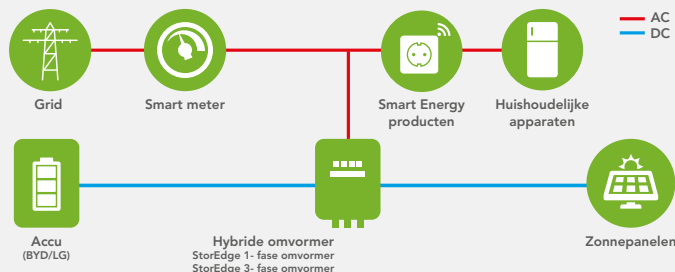 AC
DC
Grid
Smart meter
Smart Energy
producten
Huishoudelijke
apparaten
Accu
(BYD/LG)
Hybride omvormer
StorEdge 1- fase omvormer
StorEdge 3- fase omvormer
Zonnepanelen